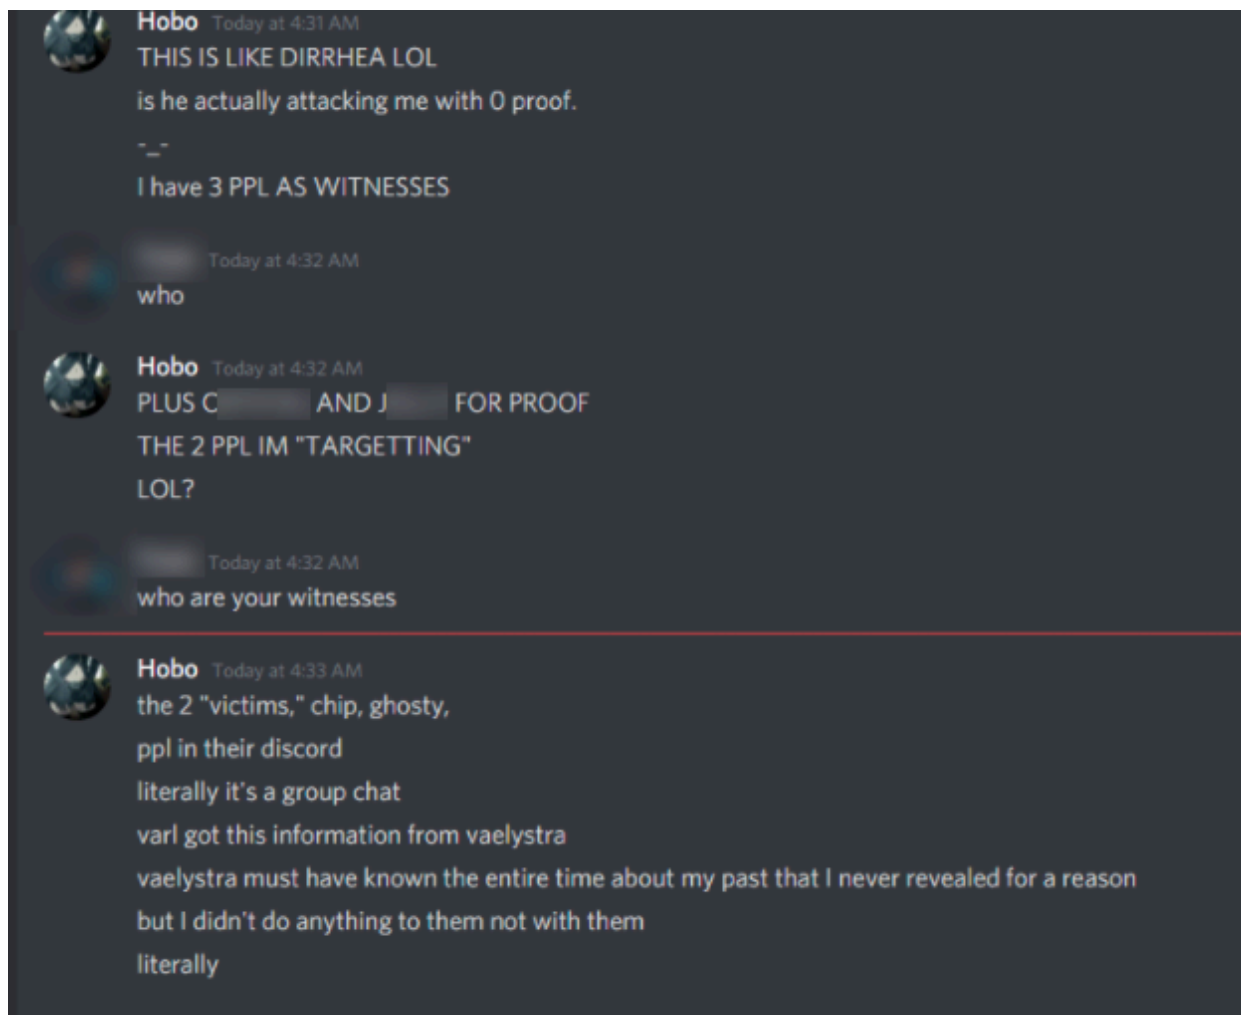 Hobo Today at 4:31 AM
THIS IS LIKE DIRRHEA LOL
is he actually attacking me with 0 proof.
-_-
I have 3 PPL AS WITNESSES
Today at 4:32 AM
who
Hobo Today at 4:32 AM
PLUS C AND J FOR PROOF
THE 2 PPL IM "TARGETTING"
LOL?
Today at 4:32 AM
who are your witnesses
Hobo Today at 4:33 AM
the 2 "victims," chip, ghosty,
ppl in their discord
literally it's a group chat
varl got this information from vaelystra
vaelystra must have known the entire time about my past that I never revealed for a reason
but I didn't do anything to them not with them
literally